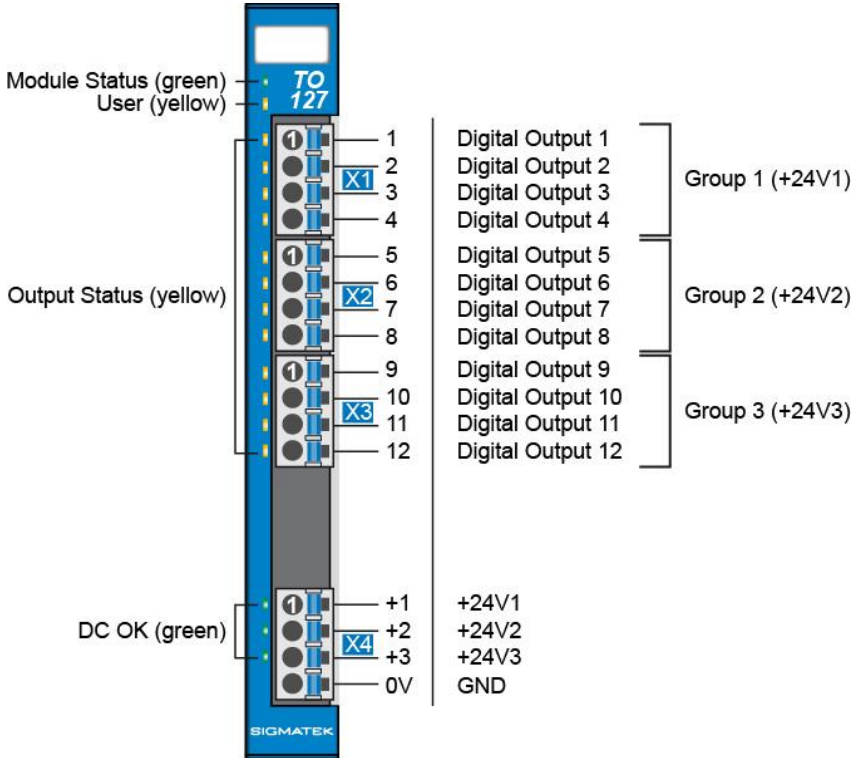 TO
127
Module Status (green)
User (yellow)
1 1 Digital Output 1
2 Digital Output 2
X1
3 Digital Output 3
4 Digital Output 4
Group 1 (+24V1)
1 5 Digital Output 5
6 Digital Output 6
Output Status (yellow)
X2
7 Digital Output 7
8 Digital Output 8
Group 2 (+24V2)
1 9 Digital Output 9
10 Digital Output 10
X3
11 Digital Output 11
12 Digital Output 12
Group 3 (+24V3)
1 +1 +24V1
DC OK (green)
+2 +24V2
X4
+3 +24V3
0V GND
SIGMATEK